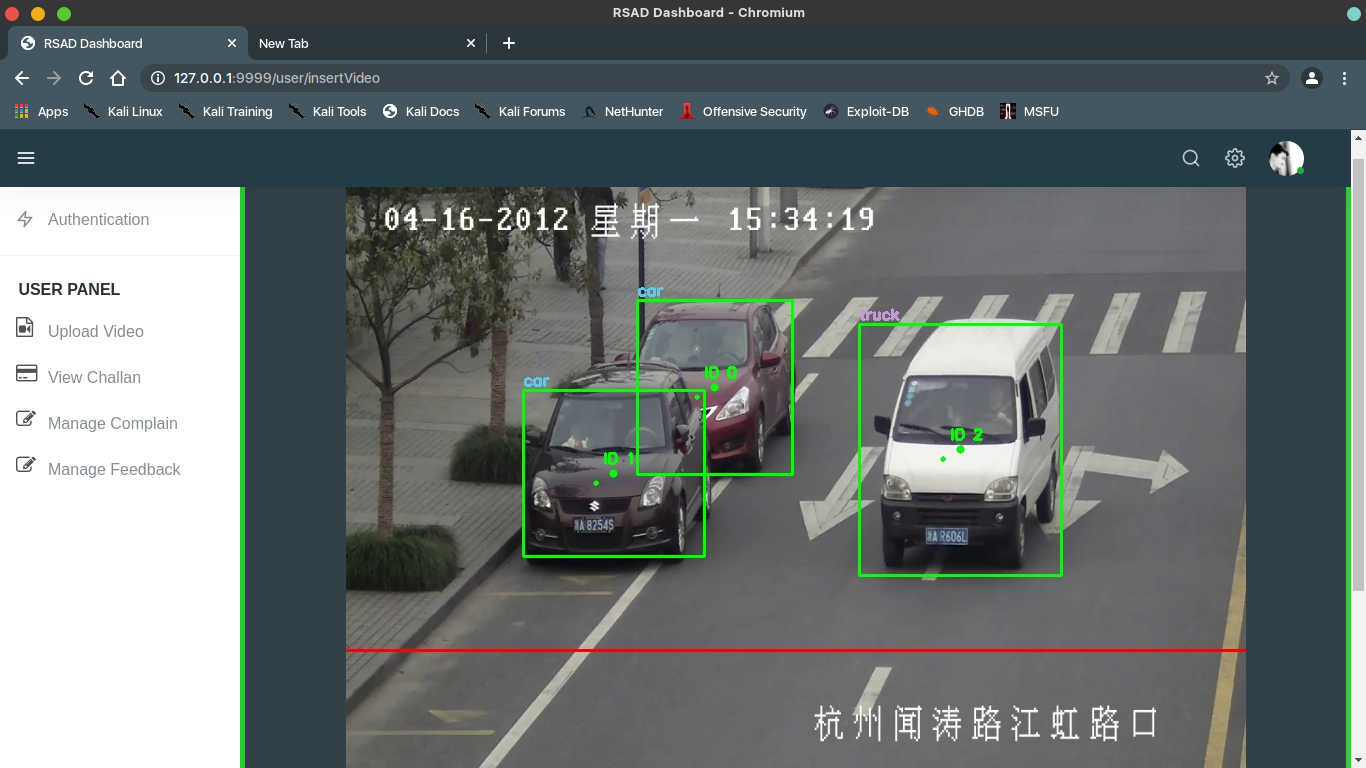 RSAD Dashboard - Chromium
RSAD Dashboard
New Tab
127.0.0.1:9999/user/insertVideo
Apps Kali Linux Kali Training Kali Tools Kali Docs Kali Forums NetHunter Offensive Security Exploit-DB GHDB MSFU
Authentication
USER PANEL
Upload Video
View Challan
Manage Complain
Manage Feedback
04-16-2012 星期一 15:34:19
car
truck
ID 0
car
ID 2
ID 1
浙A 8254S
浙A R606L
杭州闻涛路江虹路口